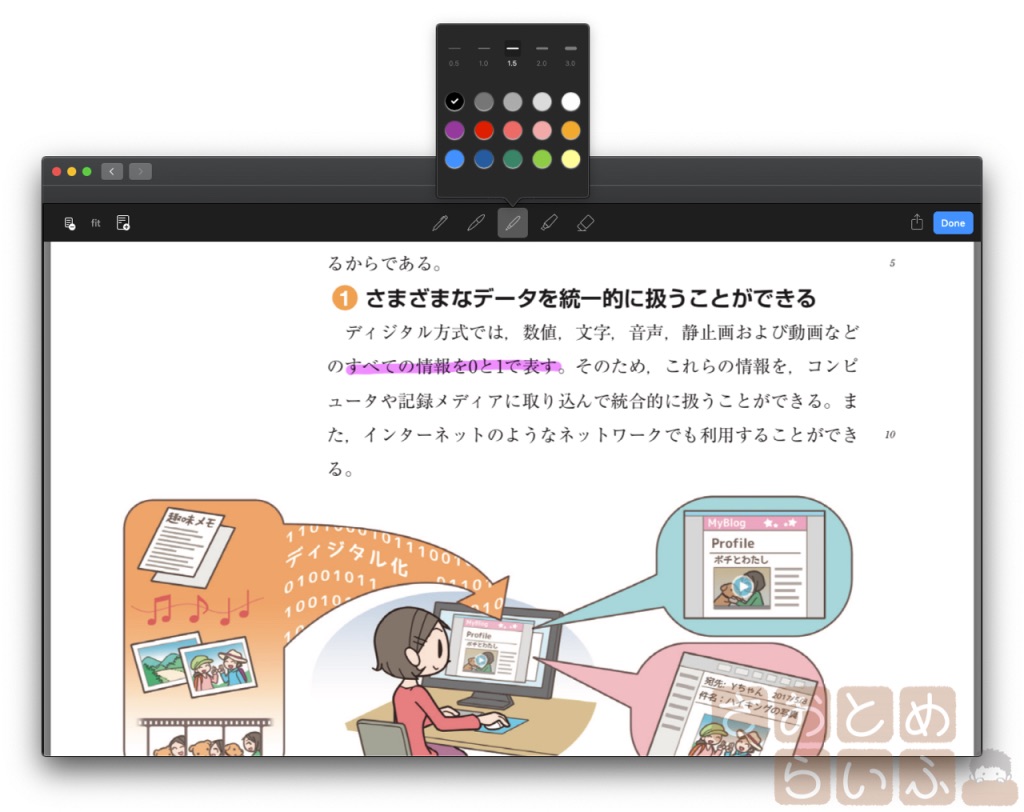 0.5 1.0 1.5 2.0 3.0
fit
Done
るからである。 5
1 さまざまなデータを統一的に扱うことができる
ディジタル方式では，数値，文字，音声，静止画および動画など
のすべての情報を0と1で表す。そのため，これらの情報を，コンピ
ュータや記録メディアに取り込んで統合的に扱うことができる。ま
た，インターネットのようなネットワークでも利用することができ 10
る。
趣味メモ
ディジタル化
01001011
MyBlog
Profile
ポチとわたし
MyBlog
Profile
ポチとわたし
宛先：Yちゃん
件名：ハイキングの写真
さおとめ
らいふ